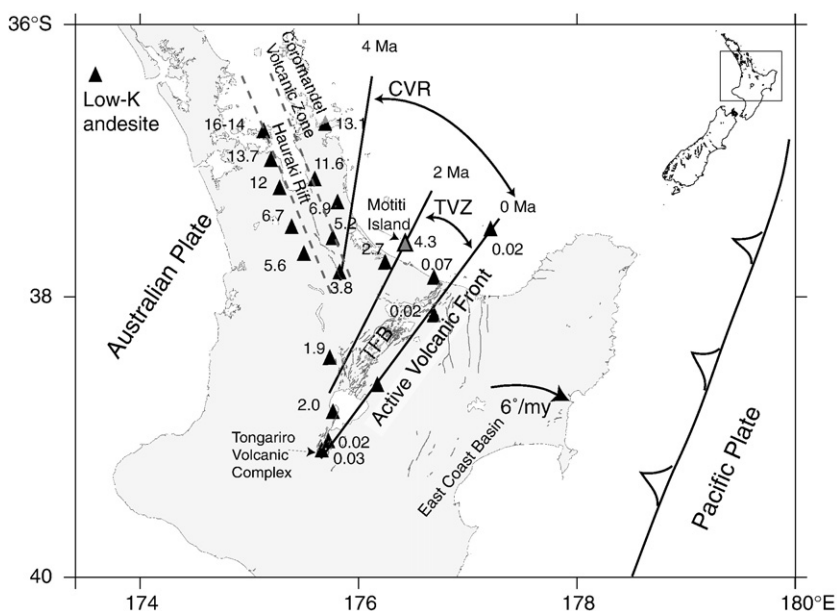 36°S
4 Ma
Coromandel
Volcanic Zone
CVR
Low-K
andesite
16-14
13.1
Hauraki Rift
13.7
11.6
12
2 Ma
6.9
Motiti
Island
TVZ
0 Ma
6.7
5.2
4.3
0.02
2.7
5.6
0.07
3.8
38
Australian Plate
0.02
1.9
TFB
Active Volcanic Front
6°/my
2.0
Tongariro
Volcanic
Complex
0.02
0.03
East Coast Basin
Pacific Plate
40
174
176
178
180°E